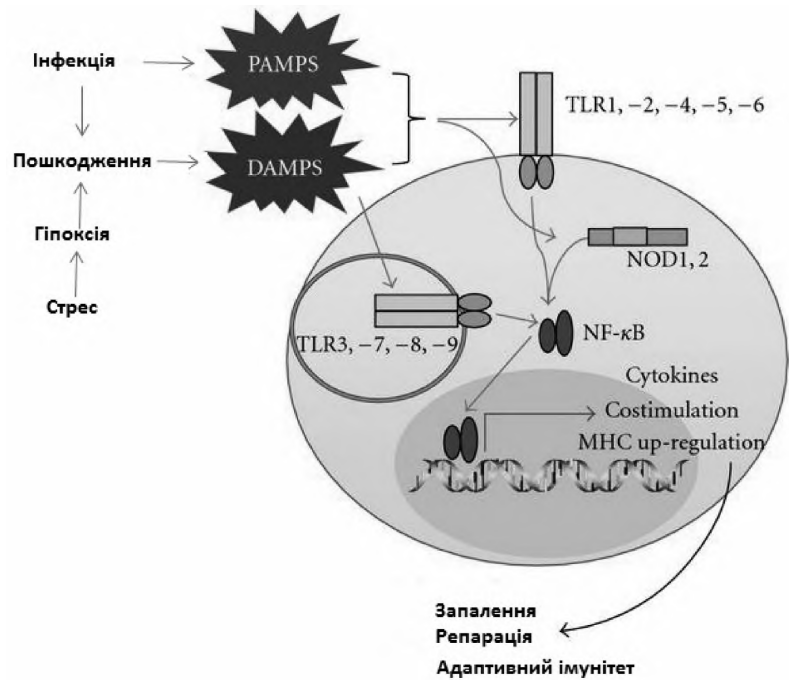 Інфекція
PAMPS
TLR1, −2, −4, −5, −6
Пошкодження
DAMPS
Гіпоксія
NOD1, 2
Стрес
TLR3, −7, −8, −9
NF-κB
Cytokines
Costimulation
MHC up-regulation
Запалення
Репарація
Адаптивний імунітет